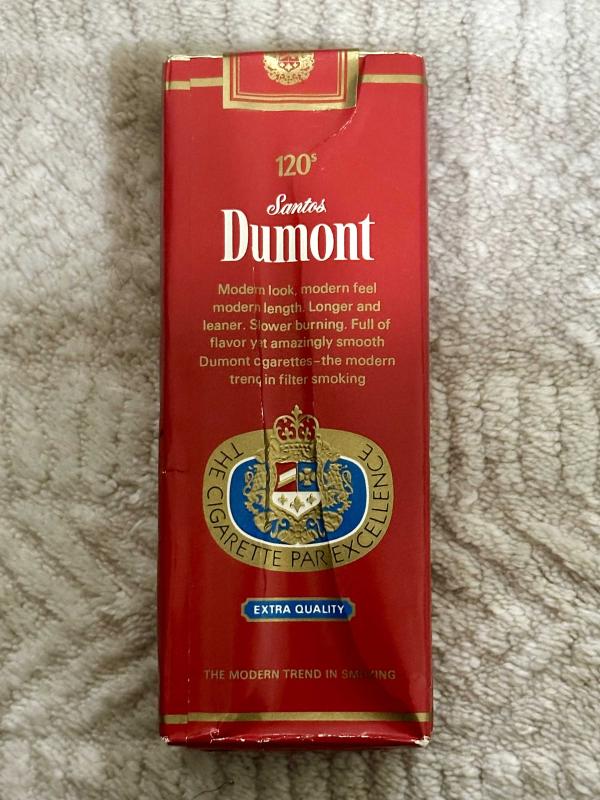 120s
Santos
Dumont
Modern look, modern feel
modern length. Longer and
leaner. Slower burning. Full of
flavor yet amazingly smooth
Dumont cigarettes–the modern
trend in filter smoking
THE CIGARETTE PAR EXCELLENCE
EXTRA QUALITY
THE MODERN TREND IN SMOKING